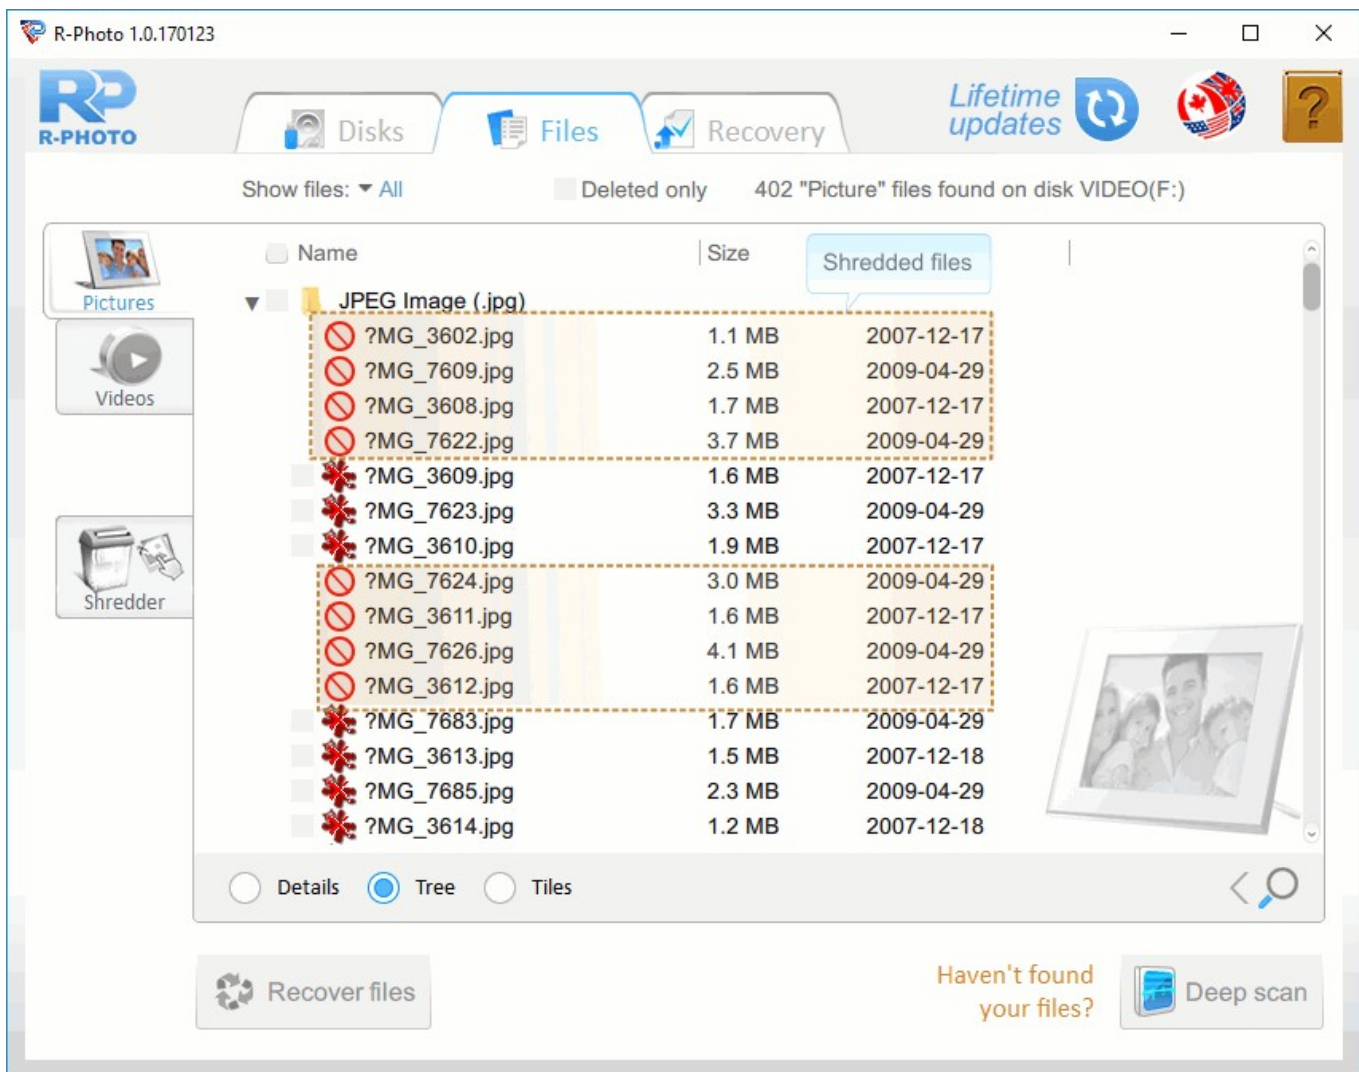 R-Photo 1.0.170123
R-PHOTO
Disks
Files
Recovery
Lifetime
updates
?
Show files: All
Deleted only
402 "Picture" files found on disk VIDEO(F:)
Pictures
Videos
Shredder
Name Size
Shredded files
JPEG Image (.jpg)
?MG_3602.jpg 1.1 MB 2007-12-17
?MG_7609.jpg 2.5 MB 2009-04-29
?MG_3608.jpg 1.7 MB 2007-12-17
?MG_7622.jpg 3.7 MB 2009-04-29
?MG_3609.jpg 1.6 MB 2007-12-17
?MG_7623.jpg 3.3 MB 2009-04-29
?MG_3610.jpg 1.9 MB 2007-12-17
?MG_7624.jpg 3.0 MB 2009-04-29
?MG_3611.jpg 1.6 MB 2007-12-17
?MG_7626.jpg 4.1 MB 2009-04-29
?MG_3612.jpg 1.6 MB 2007-12-17
?MG_7683.jpg 1.7 MB 2009-04-29
?MG_3613.jpg 1.5 MB 2007-12-18
?MG_7685.jpg 2.3 MB 2009-04-29
?MG_3614.jpg 1.2 MB 2007-12-18
Details Tree Tiles
Recover files
Haven't found
your files?
Deep scan